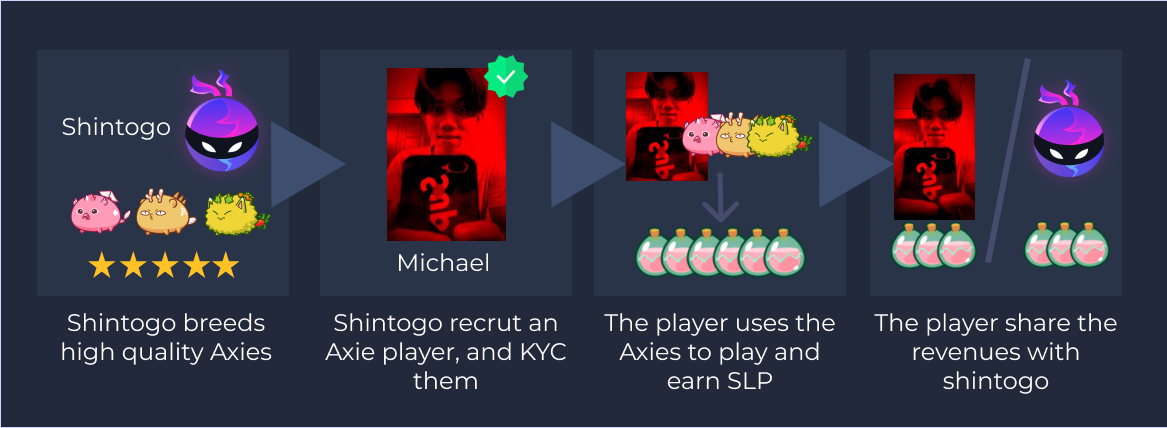 Shintogo
Shintogo breeds
high quality Axies
Michael
Shintogo recrut an
Axie player, and KYC
them
The player uses the
Axies to play and
earn SLP
The player share the
revenues with
shintogo